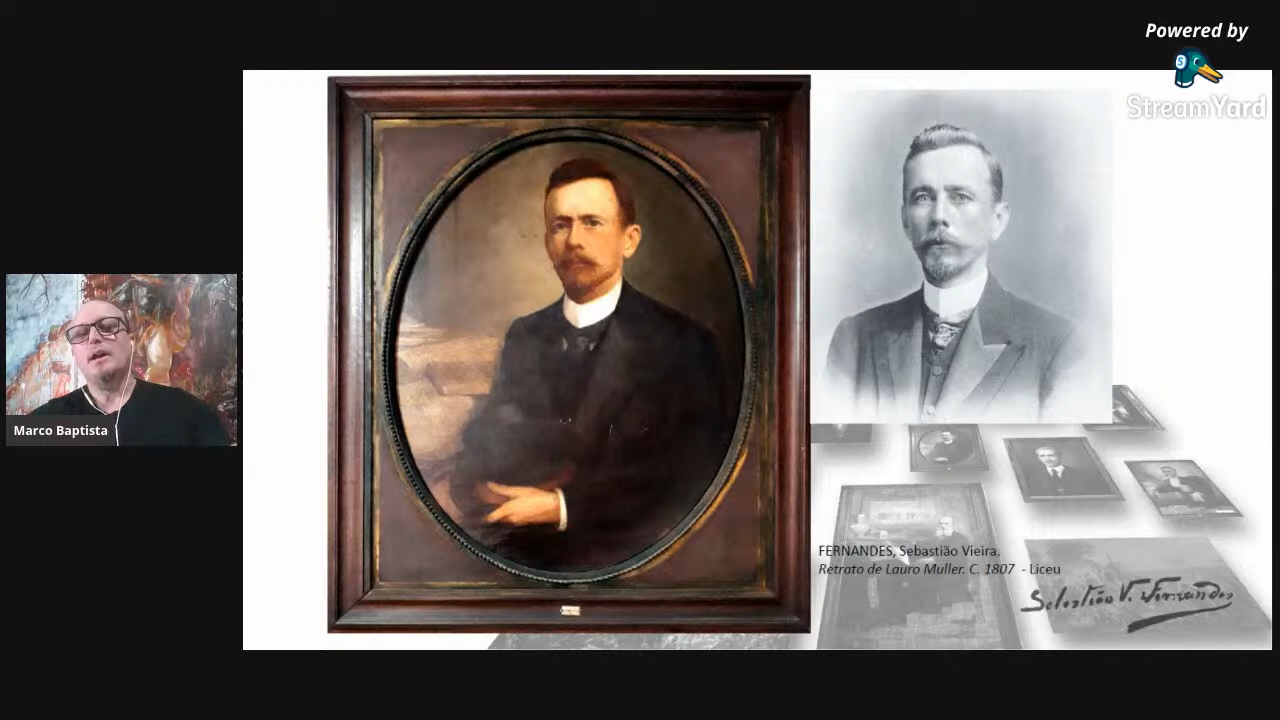 Powered by
StreamYard
Marco Baptista
FERNANDES, Sebastião Vieira.
Retrato de Lauro Muller. C. 1807 - Liceu
Sebastião V. Fernandes